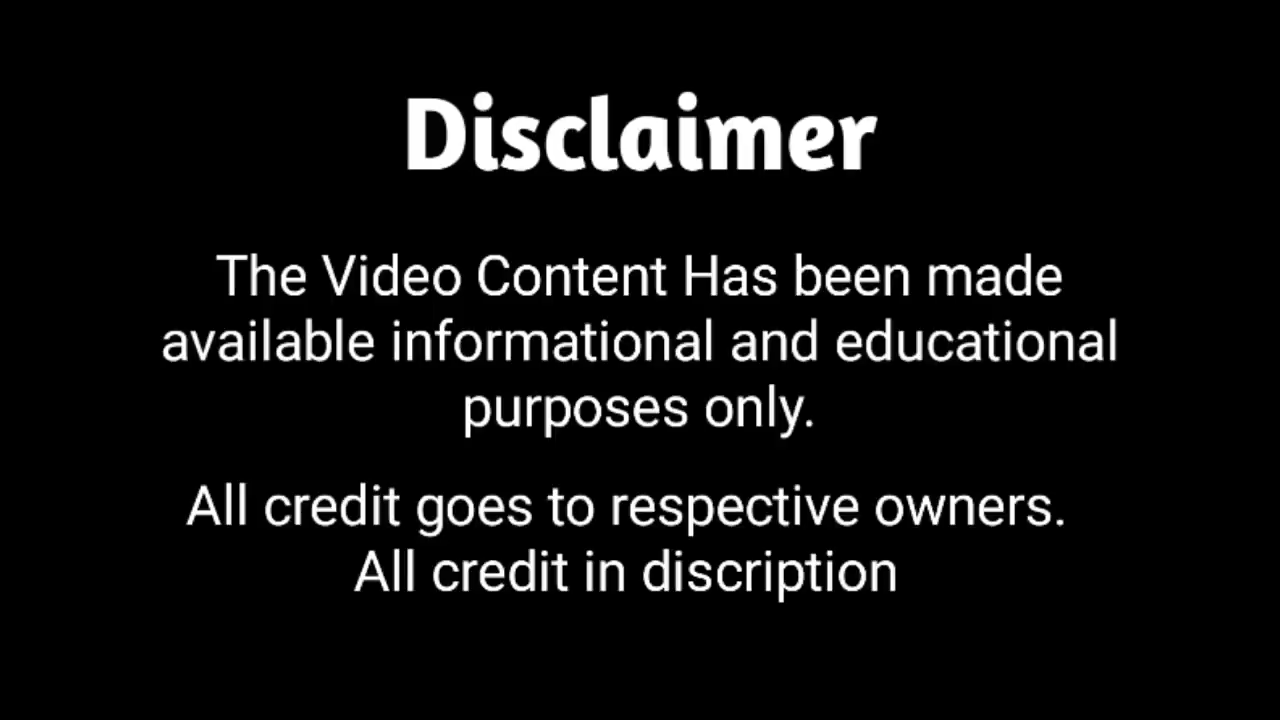 Disclaimer
The Video Content Has been made
available informational and educational
purposes only.
All credit goes to respective owners.
All credit in discription